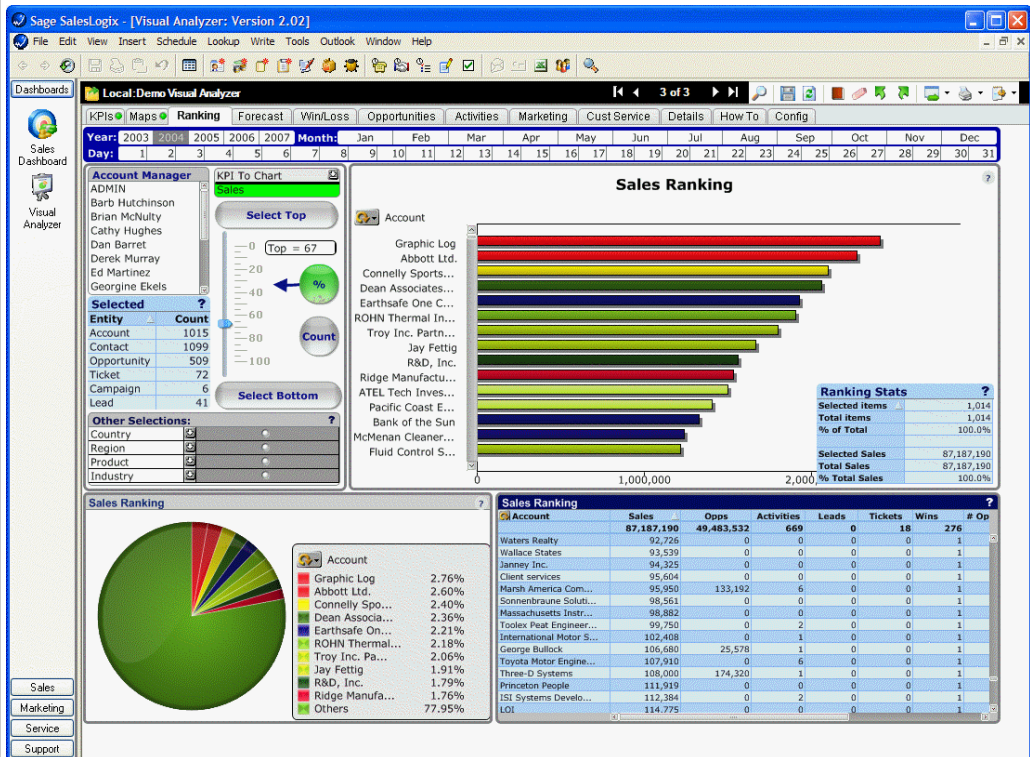 Sage SalesLogix - [Visual Analyzer: Version 2.02]
File Edit View Insert Schedule Lookup Write Tools Outlook Window Help
Dashboards
Sales Dashboard
Visual Analyzer
Sales
Marketing
Service
Support
Local:Demo Visual Analyzer 3 of 3
KPIs Maps Ranking Forecast Win/Loss Opportunities Activities Marketing Cust Service Details How To Config
Year: 2003 2004 2005 2006 2007 Month: Jan Feb Mar Apr May Jun Jul Aug Sep Oct Nov Dec
Day: 1 2 3 4 5 6 7 8 9 10 11 12 13 14 15 16 17 18 19 20 21 22 23 24 25 26 27 28 29 30 31
Account Manager
ADMIN
Barb Hutchinson
Brian McNulty
Cathy Hughes
Dan Barret
Derek Murray
Ed Martinez
Georgine Ekels
Selected ?
Entity Count
Account 1015
Contact 1099
Opportunity 509
Ticket 72
Campaign 6
Lead 41
KPI To Chart
Sales
Select Top
Top = 67
0
20
40
60
80
100
%
Count
Select Bottom
Other Selections: ?
Country
Region
Product
Industry
Sales Ranking ?
Account
Graphic Log
Abbott Ltd.
Connelly Sports...
Dean Associates...
Earthsafe One C...
ROHN Thermal In...
Troy Inc. Partn...
Jay Fettig
R&D, Inc.
Ridge Manufactu...
ATEL Tech Inves...
Pacific Coast E...
Bank of the Sun
McMenan Cleaner...
Fluid Control S...
0 1,000,000 2,000,
Ranking Stats ?
Selected items 1,014
Total items 1,014
% of Total 100.0%
Selected Sales 87,187,190
Total Sales 87,187,190
% Total Sales 100.0%
Sales Ranking ?
Account
Graphic Log 2.76%
Abbott Ltd. 2.60%
Connelly Spo... 2.40%
Dean Associa... 2.36%
Earthsafe On... 2.21%
ROHN Thermal... 2.18%
Troy Inc. Pa... 2.06%
Jay Fettig 1.91%
R&D, Inc. 1.79%
Ridge Manufa... 1.76%
Others 77.95%
Sales Ranking ?
Account Sales Opps Activities Leads Tickets Wins # Op
87,187,190 49,483,532 669 0 18 276
Waters Realty 92,726 0 0 0 0 1
Wallace States 93,539 0 0 0 0 1
Janney Inc. 94,325 0 0 0 0 1
Client services 95,604 0 0 0 0 1
Marsh America Com... 95,950 133,192 6 0 0 1
Sonnenbraune Soluti... 98,561 0 0 0 0 1
Massachusetts Instr... 98,882 0 0 0 0 1
Toolex Peat Engineer... 99,750 0 2 0 0 1
International Motor S... 102,408 0 1 0 0 1
George Bullock 106,680 25,578 1 0 0 1
Toyota Motor Engine... 107,910 0 6 0 0 1
Three-D Systems 108,000 174,320 1 0 0 1
Princeton People 111,919 0 0 0 0 1
ISI Systems Develo... 112,384 0 2 0 0 1
LOI 114,775 0 0 0 0 1